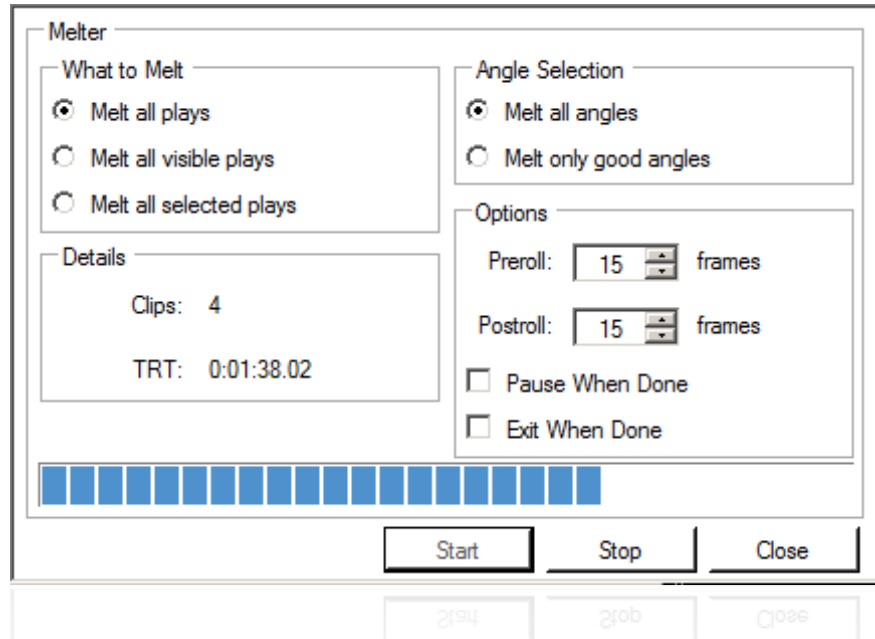 Melter
What to Melt
Melt all plays
Melt all visible plays
Melt all selected plays
Details
Clips: 4
TRT: 0:01:38.02
Angle Selection
Melt all angles
Melt only good angles
Options
Preroll: 15 frames
Postroll: 15 frames
Pause When Done
Exit When Done
Start Stop Close